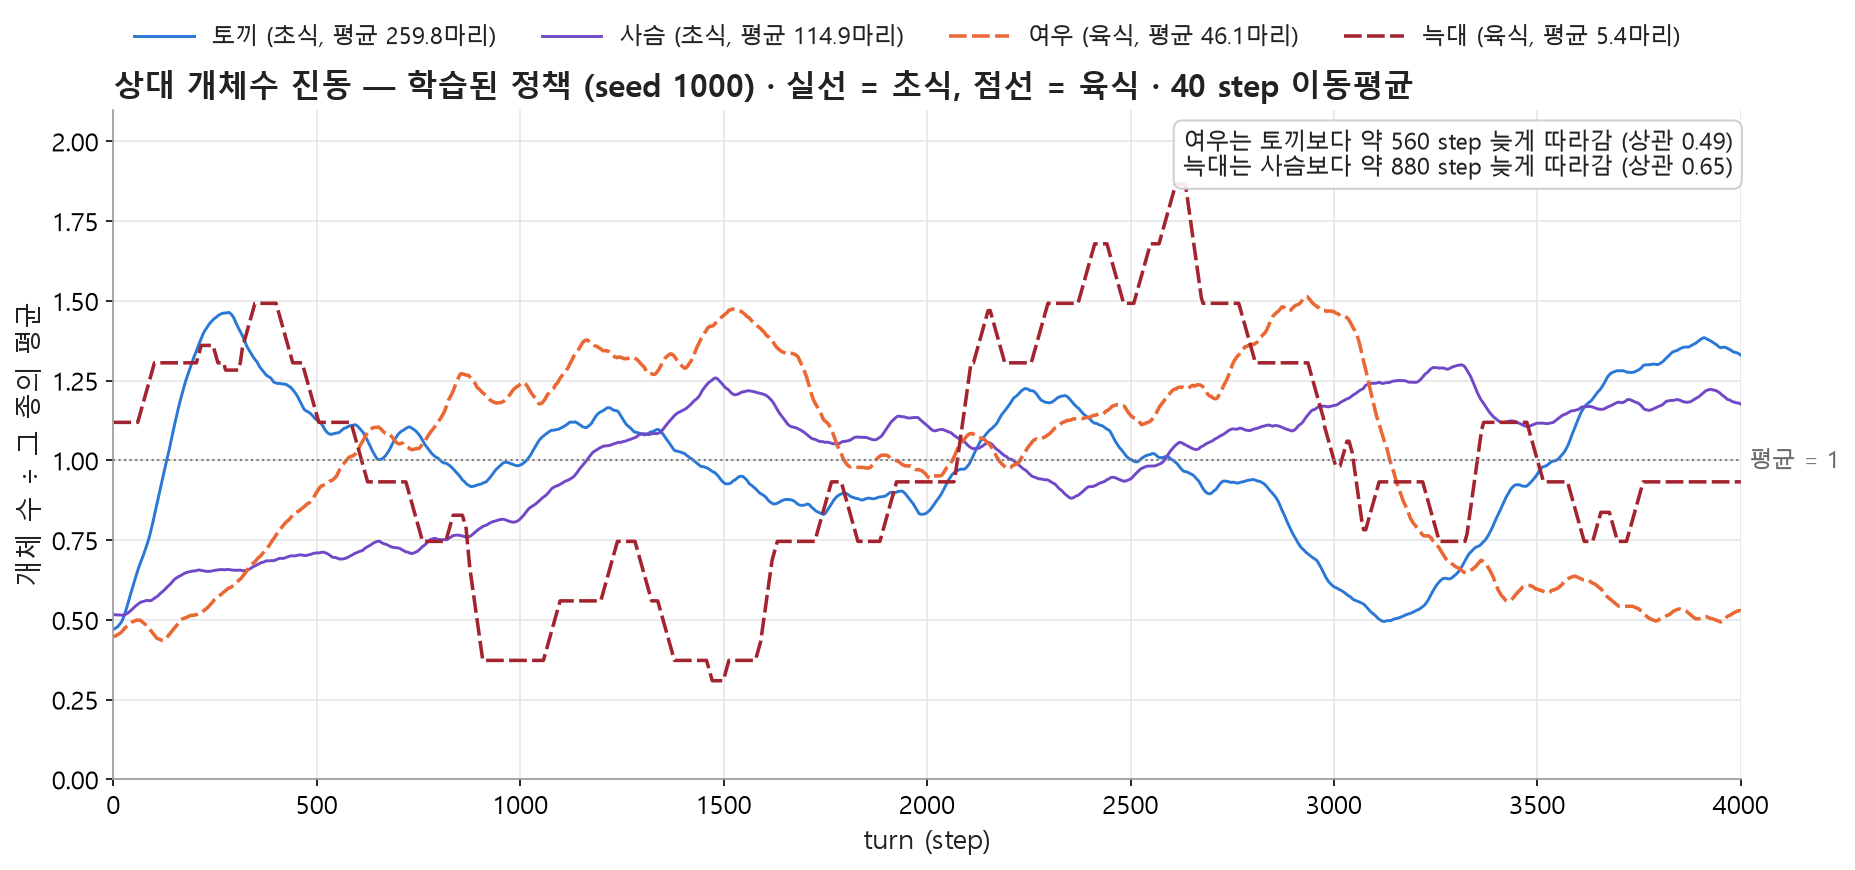 토끼 (초식, 평균 259.8마리) 사슴 (초식, 평균 114.9마리) 여우 (육식, 평균 46.1마리) 늑대 (육식, 평균 5.4마리)
상대 개체수 진동 — 학습된 정책 (seed 1000) · 실선 = 초식, 점선 = 육식 · 40 step 이동평균
여우는 토끼보다 약 560 step 늦게 따라감 (상관 0.49)
늑대는 사슴보다 약 880 step 늦게 따라감 (상관 0.65)
개체 수 ÷ 그 종의 평균
2.00
1.75
1.50
1.25
1.00
0.75
0.50
0.25
0.00
평균 = 1
0 500 1000 1500 2000 2500 3000 3500 4000
turn (step)